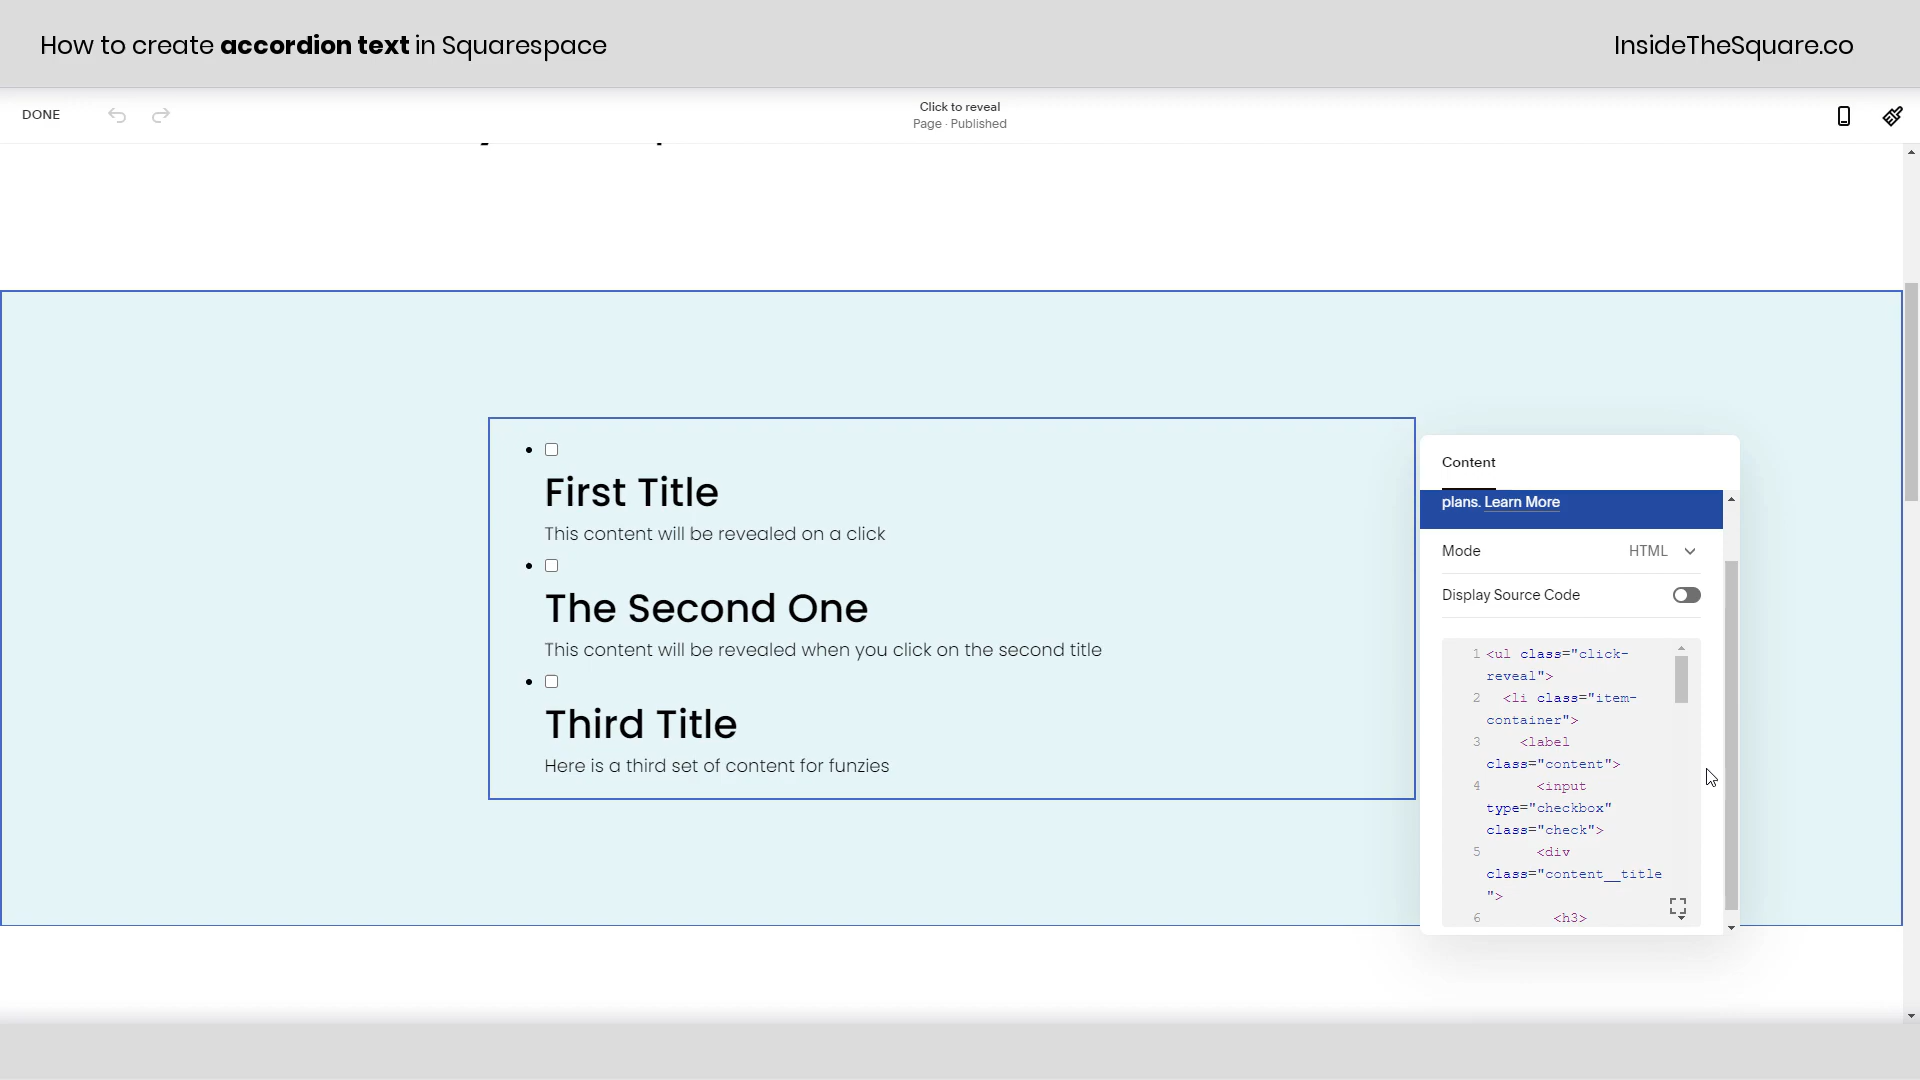 How to create accordion text in Squarespace
InsideTheSquare.co
DONE
Click to reveal
Page · Published
First Title
This content will be revealed on a click
The Second One
This content will be revealed when you click on the second title
Third Title
Here is a third set of content for funzies
Content
plans. Learn More
Mode HTML
Display Source Code
1 <ul class="click-
reveal">
2 <li class="item-
container">
3 <label
class="content">
4 <input
type="checkbox"
class="check">
5 <div
class="content__title
">
6 <h3>